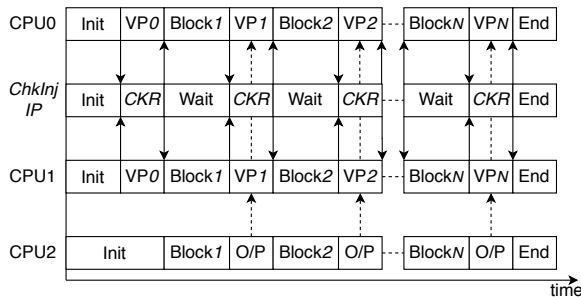 CPU0 Init VP0 Block1 VP1 Block2 VP2 BlockN VPN End
ChkInj
IP
Init CKR Wait CKR Wait CKR Wait CKR End
CPU1 Init VP0 Block1 VP1 Block2 VP2 BlockN VPN End
CPU2 Init Block1 O/P Block2 O/P BlockN O/P End
time